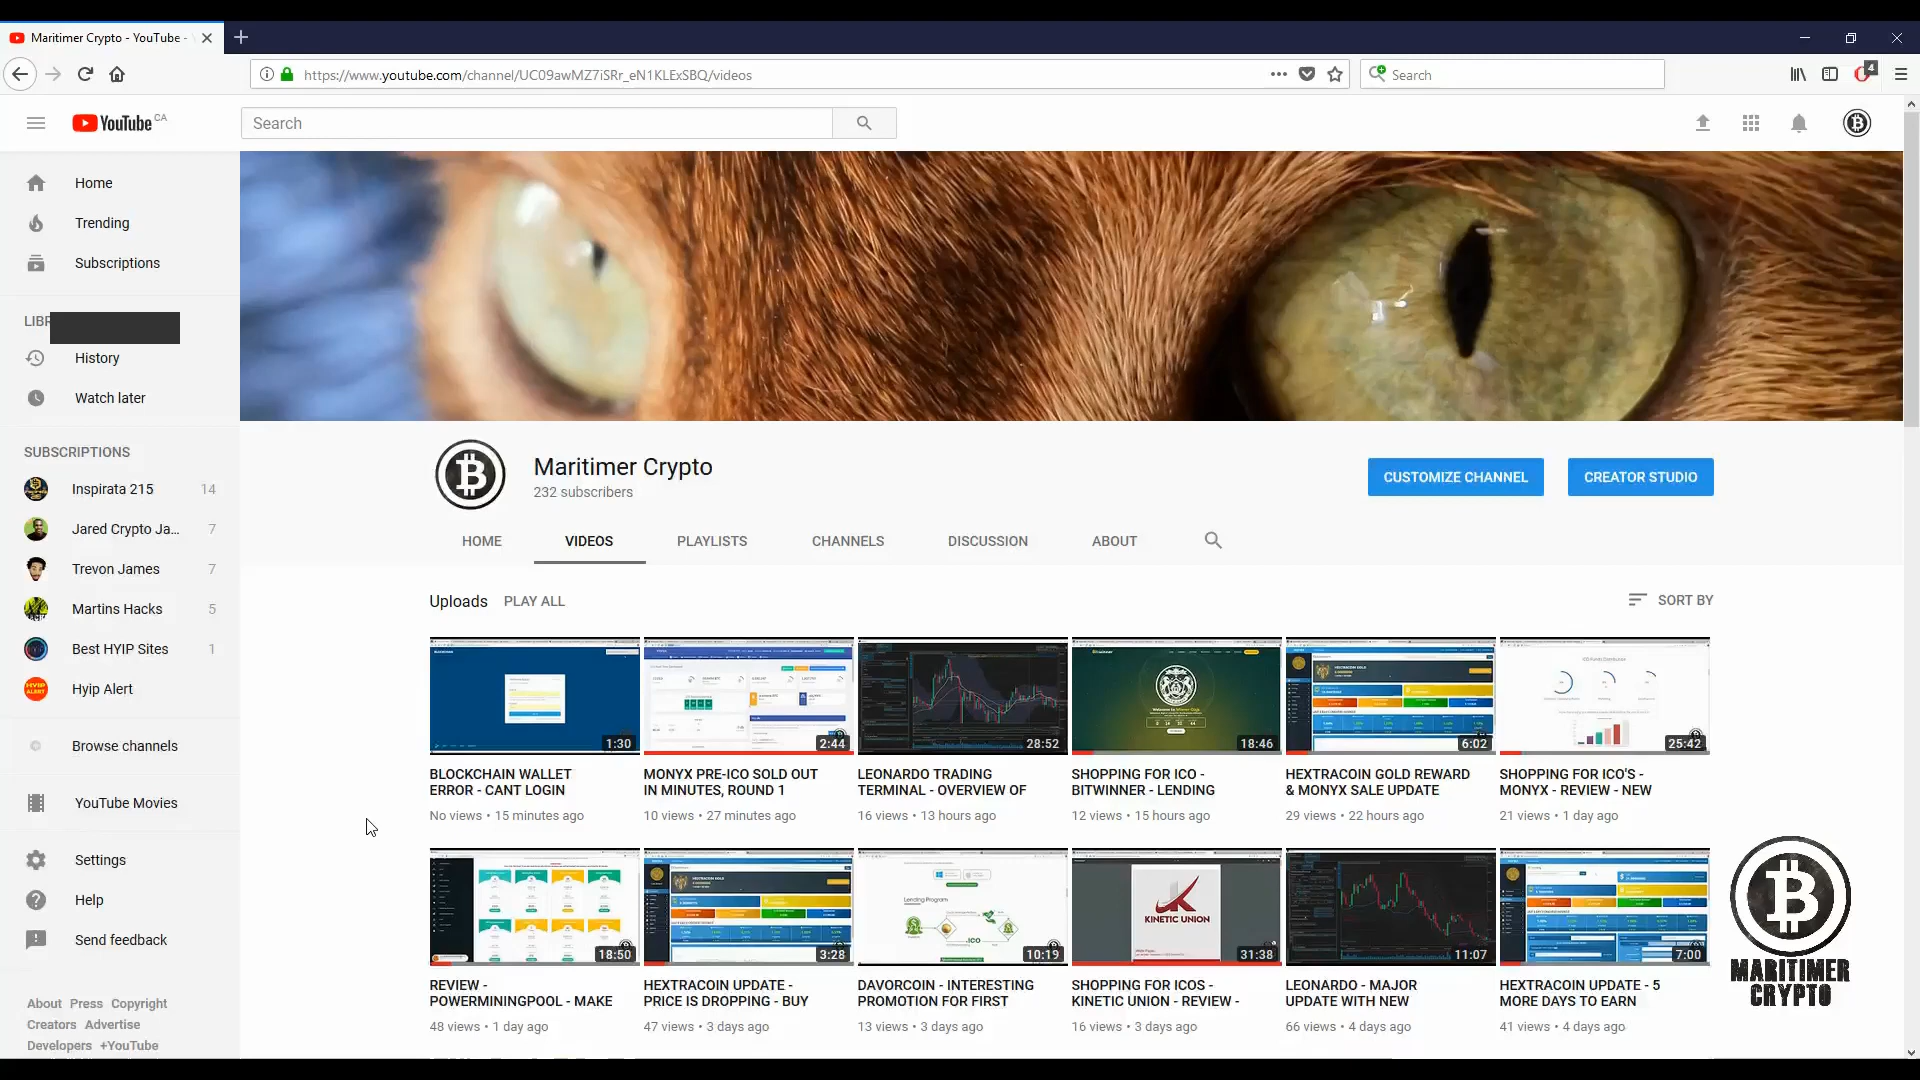 Maritimer Crypto - YouTube -
https://www.youtube.com/channel/UC09awMZ7iSRr_eN1KLExSBQ/videos
Search
4
YouTube CA
Search
Home
Trending
Subscriptions
LIBR
History
Watch later
SUBSCRIPTIONS
Inspirata 215 14
Jared Crypto Ja... 7
Trevon James 7
Martins Hacks 5
Best HYIP Sites 1
Hyip Alert
Browse channels
YouTube Movies
Settings
Help
Send feedback
About Press Copyright
Creators Advertise
Developers +YouTube
Maritimer Crypto
232 subscribers
CUSTOMIZE CHANNEL
CREATOR STUDIO
HOME
VIDEOS
PLAYLISTS
CHANNELS
DISCUSSION
ABOUT
Uploads PLAY ALL
SORT BY
1:30
BLOCKCHAIN WALLET
ERROR - CANT LOGIN
No views • 15 minutes ago
2:44
MONYX PRE-ICO SOLD OUT
IN MINUTES, ROUND 1
10 views • 27 minutes ago
28:52
LEONARDO TRADING
TERMINAL - OVERVIEW OF
16 views • 13 hours ago
18:46
SHOPPING FOR ICO -
BITWINNER - LENDING
12 views • 15 hours ago
6:02
HEXTRACOIN GOLD REWARD
& MONYX SALE UPDATE
29 views • 22 hours ago
25:42
SHOPPING FOR ICO'S -
MONYX - REVIEW - NEW
21 views • 1 day ago
18:50
REVIEW -
POWERMININGPOOL - MAKE
48 views • 1 day ago
3:28
HEXTRACOIN UPDATE -
PRICE IS DROPPING - BUY
47 views • 3 days ago
Lending Program
ICO
10:19
DAVORCOIN - INTERESTING
PROMOTION FOR FIRST
13 views • 3 days ago
KINETIC UNION
31:38
SHOPPING FOR ICOS -
KINETIC UNION - REVIEW -
16 views • 3 days ago
11:07
LEONARDO - MAJOR
UPDATE WITH NEW
66 views • 4 days ago
7:00
HEXTRACOIN UPDATE - 5
MORE DAYS TO EARN
41 views • 4 days ago
MARITIMER
CRYPTO